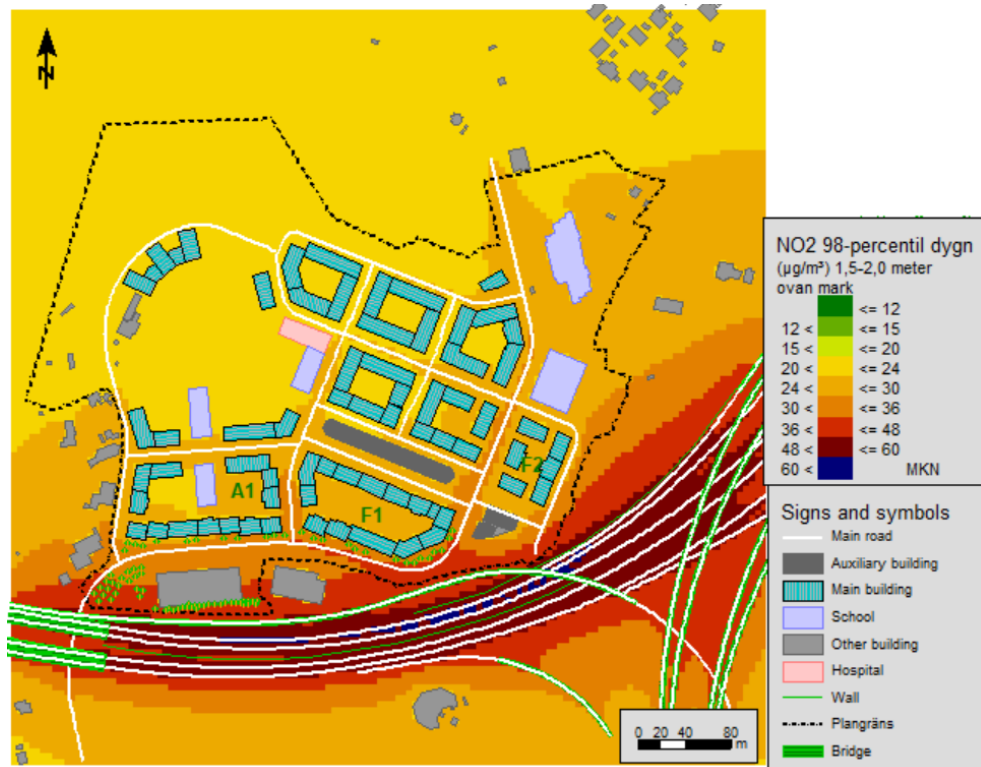 N
NO2 98-percentil dygn
(µg/m³) 1,5-2,0 meter
ovan mark
<= 12
12 < <= 15
15 < <= 20
20 < <= 24
24 < <= 30
30 < <= 36
36 < <= 48
48 < <= 60
60 < MKN
A1
F1
F2
Signs and symbols
Main road
Auxiliary building
Main building
School
Other building
Hospital
Wall
Plangräns
Bridge
0 20 40 80
m